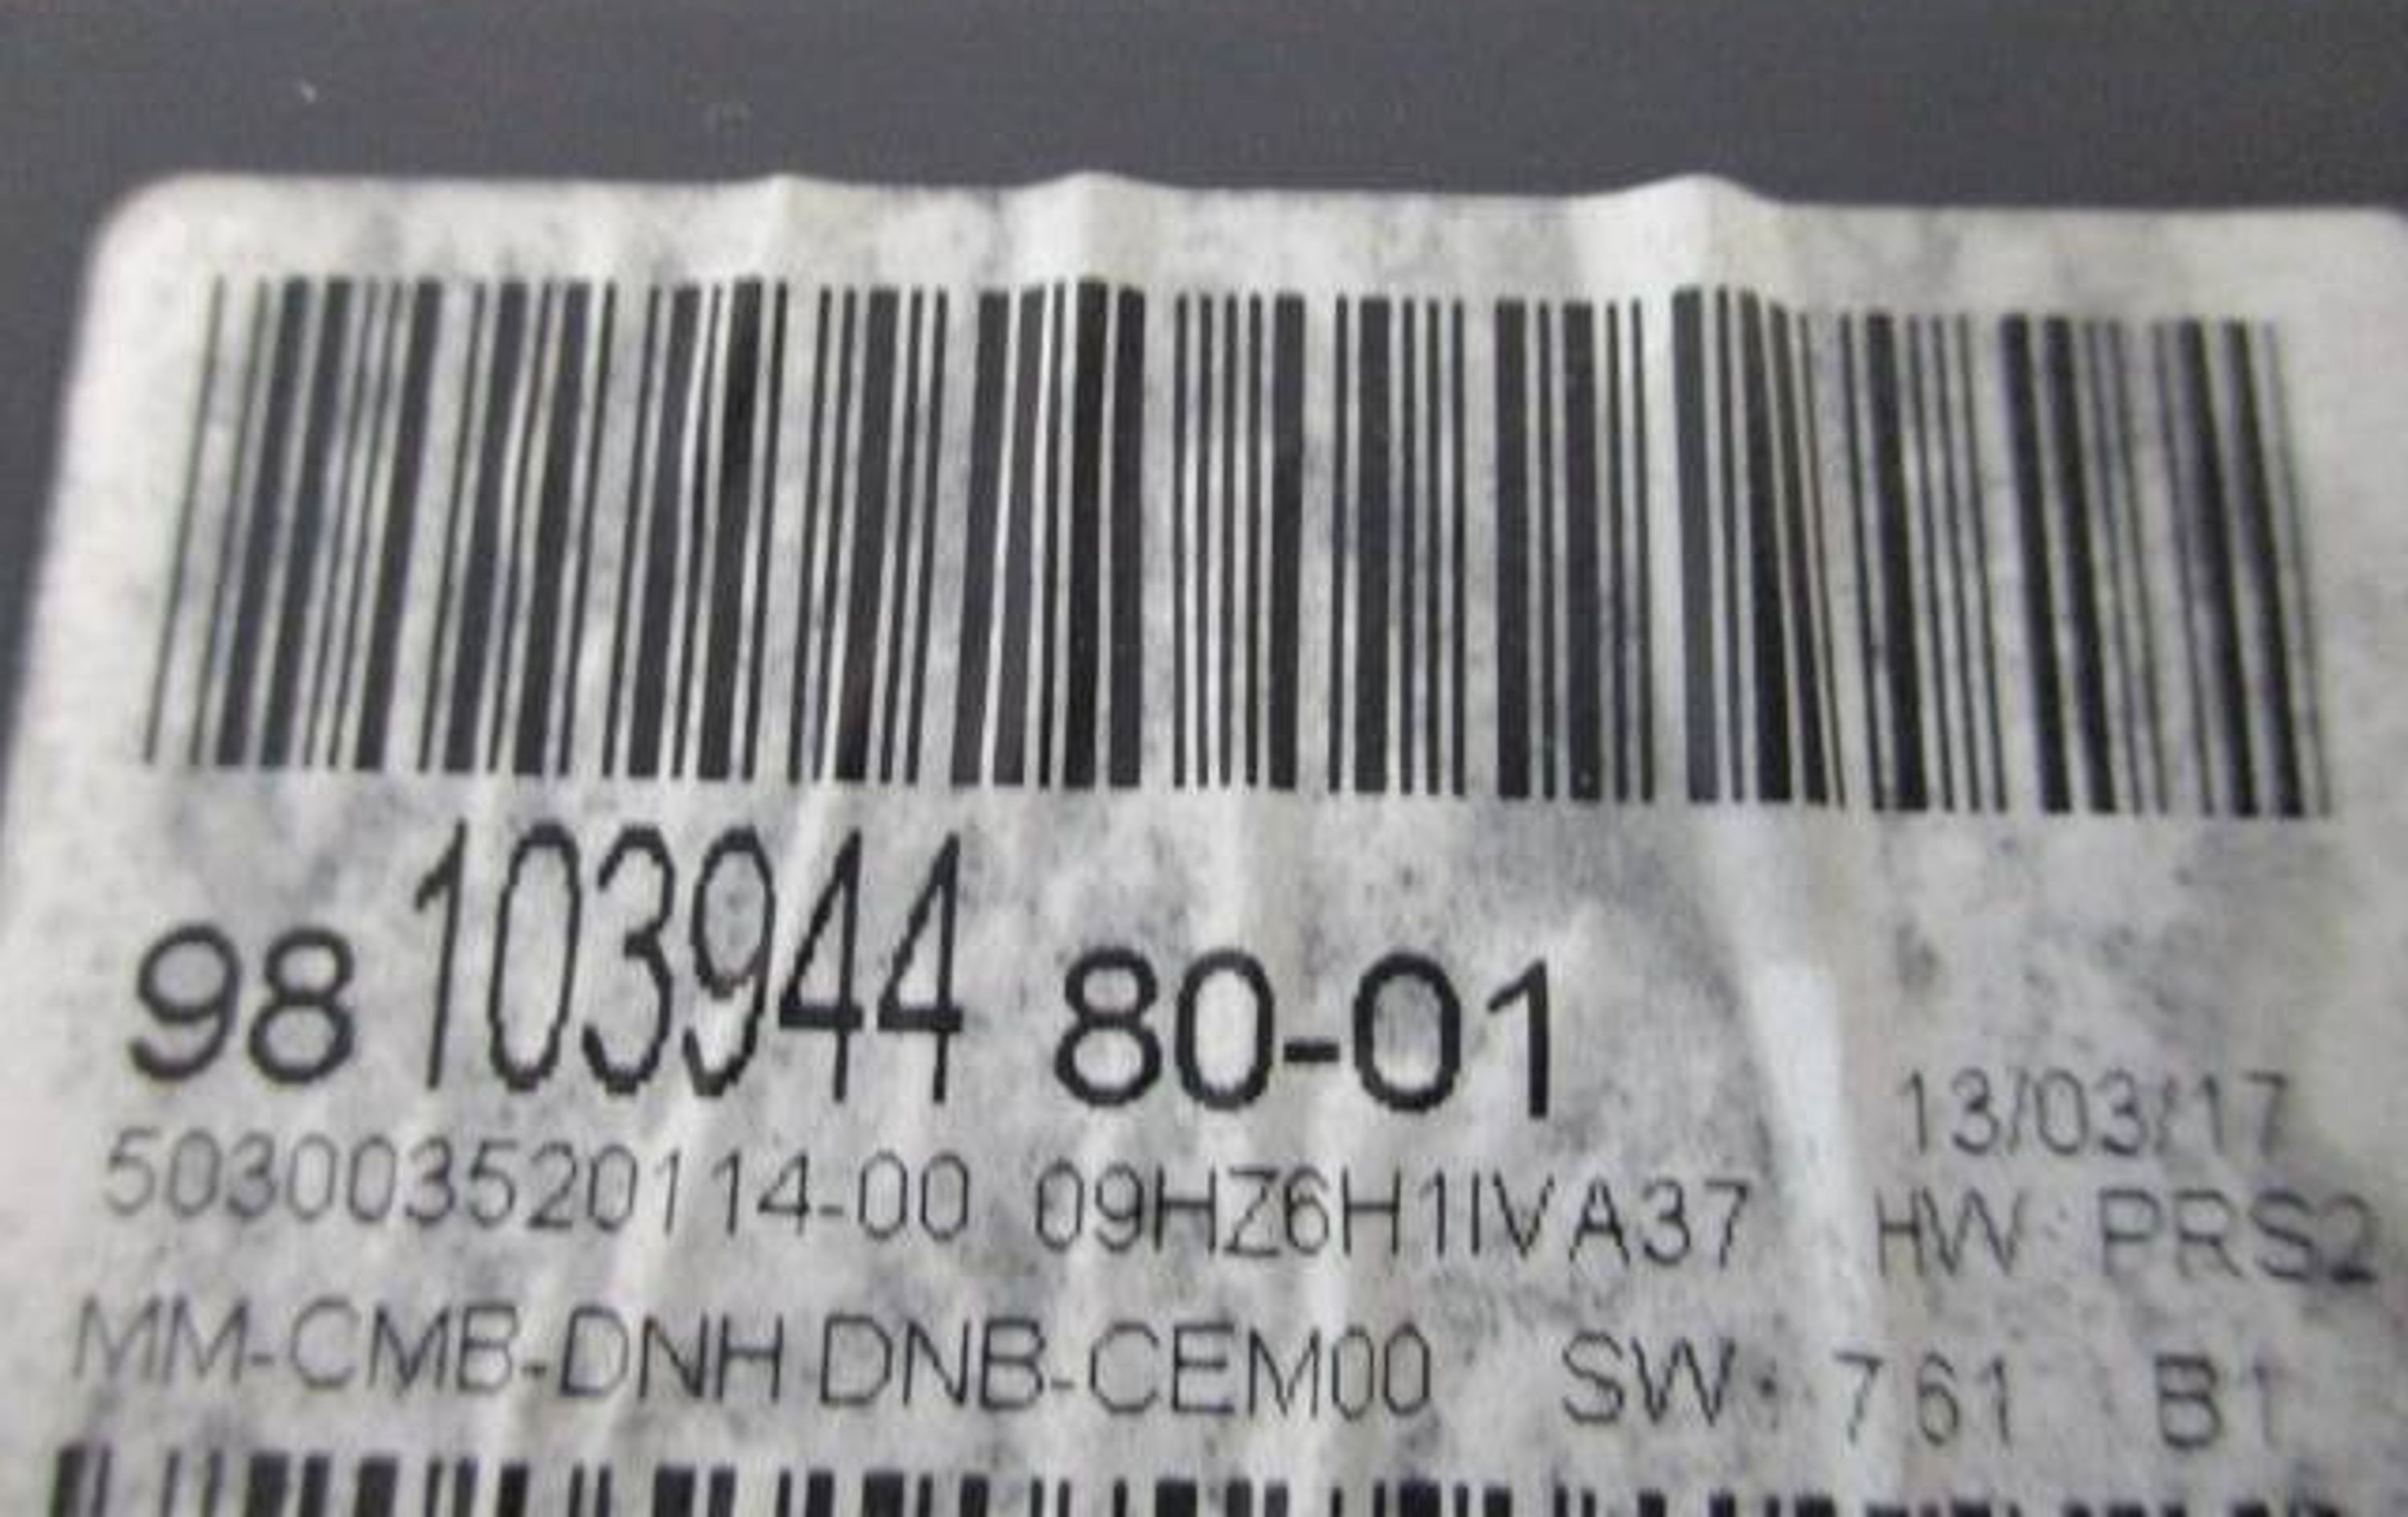 98 103944 80-01
13/03/17
503003520114-00 09HZ6H1IVA37 HW: PRS2
MM-CMB-DNH DNB-CEM00 SW: 761 B1